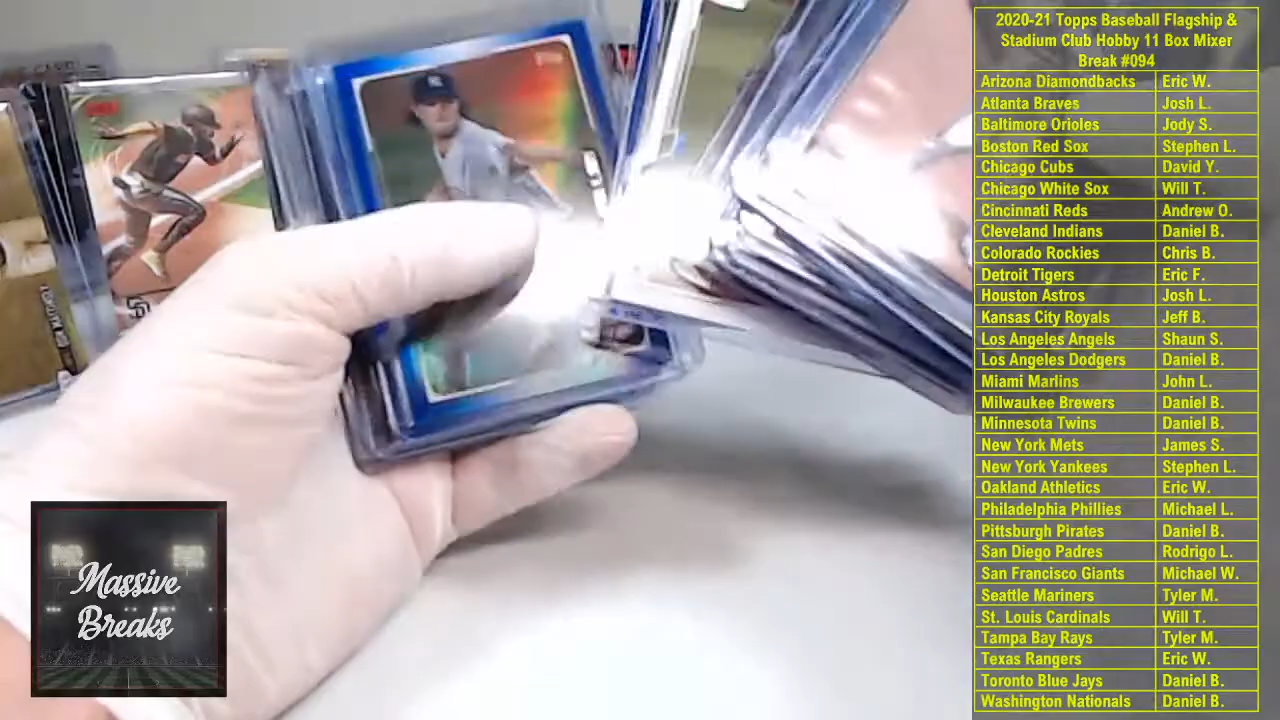 2020-21 Topps Baseball Flagship &
Stadium Club Hobby 11 Box Mixer
Break #094
Arizona Diamondbacks Eric W.
Atlanta Braves Josh L.
Baltimore Orioles Jody S.
Boston Red Sox Stephen L.
Chicago Cubs David Y.
Chicago White Sox Will T.
Cincinnati Reds Andrew O.
Cleveland Indians Daniel B.
Colorado Rockies Chris B.
Detroit Tigers Eric F.
Houston Astros Josh L.
Kansas City Royals Jeff B.
Los Angeles Angels Shaun S.
Los Angeles Dodgers Daniel B.
Miami Marlins John L.
Milwaukee Brewers Daniel B.
Minnesota Twins Daniel B.
New York Mets James S.
New York Yankees Stephen L.
Oakland Athletics Eric W.
Philadelphia Phillies Michael L.
Pittsburgh Pirates Daniel B.
San Diego Padres Rodrigo L.
San Francisco Giants Michael W.
Seattle Mariners Tyler M.
St. Louis Cardinals Will T.
Tampa Bay Rays Tyler M.
Texas Rangers Eric W.
Toronto Blue Jays Daniel B.
Washington Nationals Daniel B.
Massive
Breaks